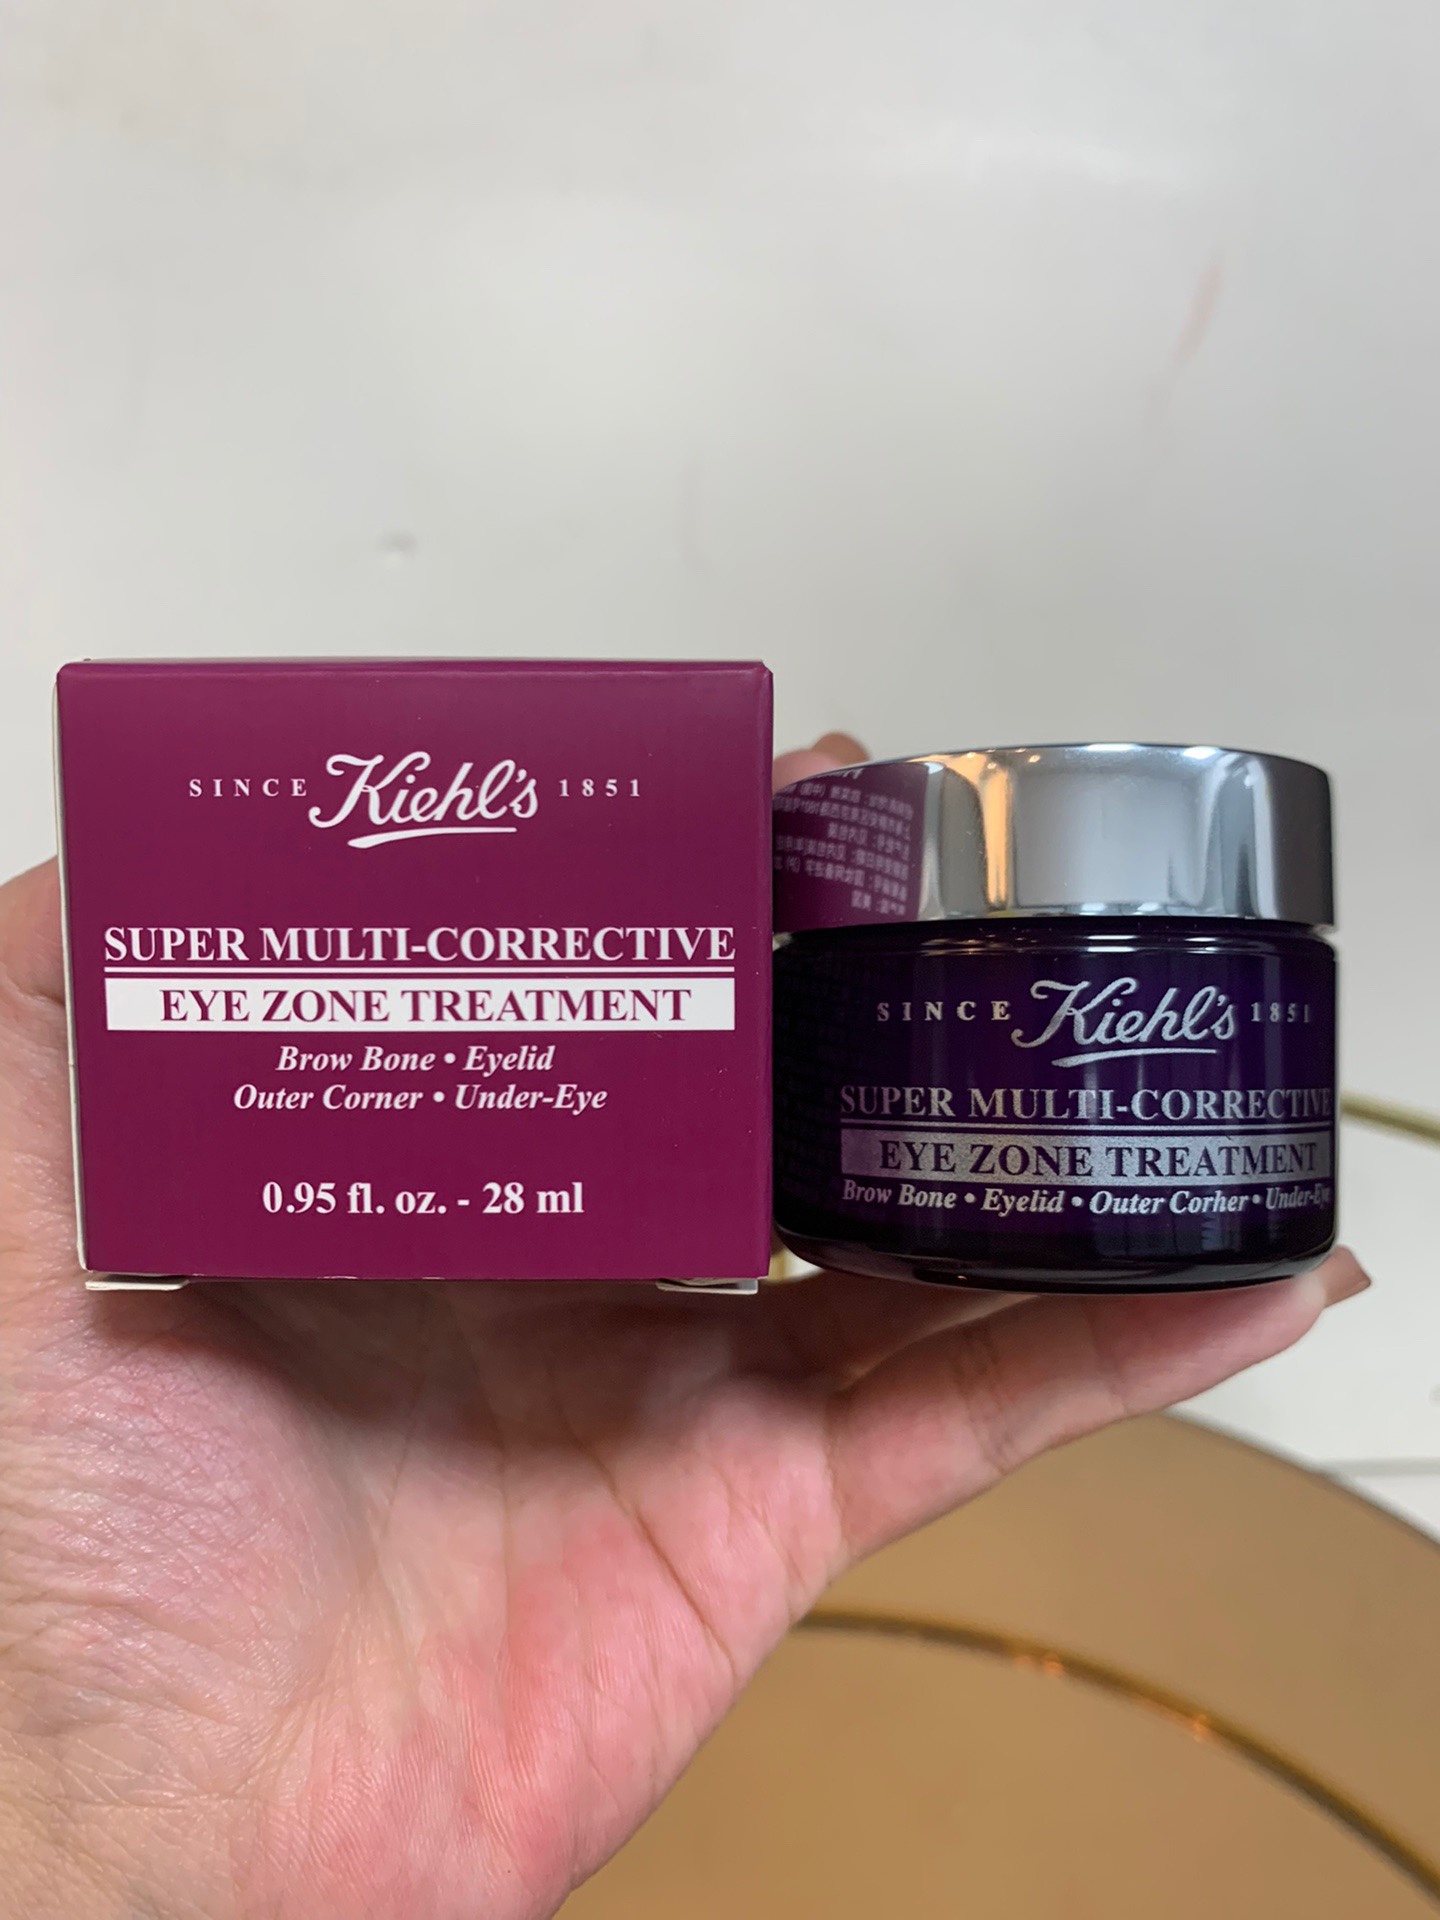 SINCE Kiehl's 1851
SUPER MULTI-CORRECTIVE
EYE ZONE TREATMENT
Brow Bone • Eyelid
Outer Corner • Under-Eye
0.95 fl. oz. - 28 ml
SINCE Kiehl's 1851
SUPER MULTI-CORRECTIVE
EYE ZONE TREATMENT
Brow Bone • Eyelid • Outer Corner • Under-Eye